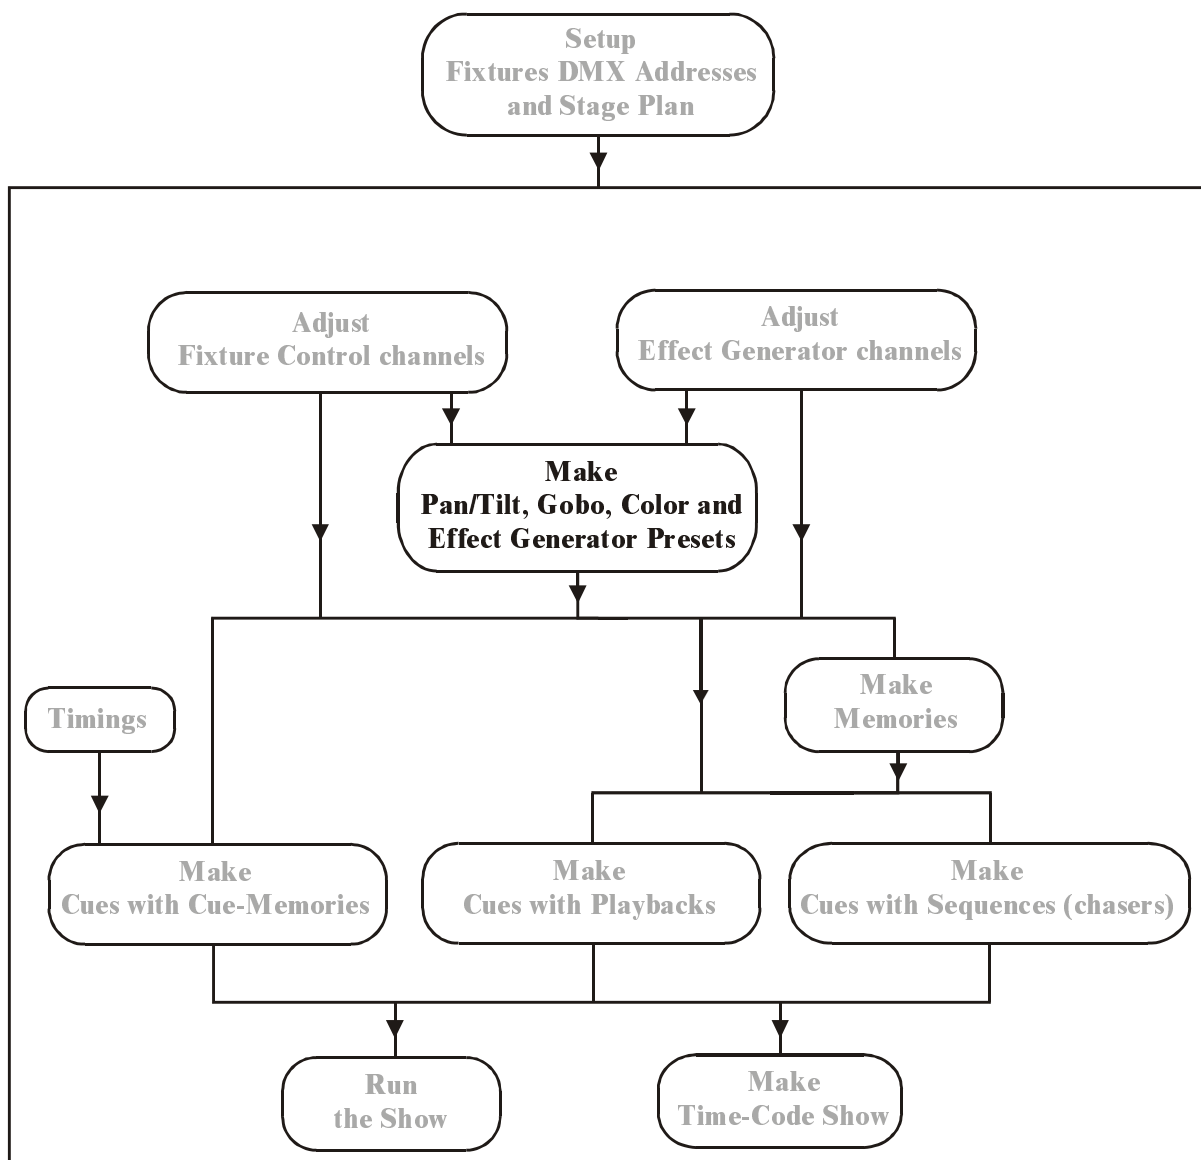 Setup
Fixtures DMX Addresses
and Stage Plan
Adjust
Fixture Control channels
Adjust
Effect Generator channels
Make
Pan/Tilt, Gobo, Color and
Effect Generator Presets
Make
Memories
Timings
Make
Cues with Cue-Memories
Make
Cues with Playbacks
Make
Cues with Sequences (chasers)
Run
the Show
Make
Time-Code Show